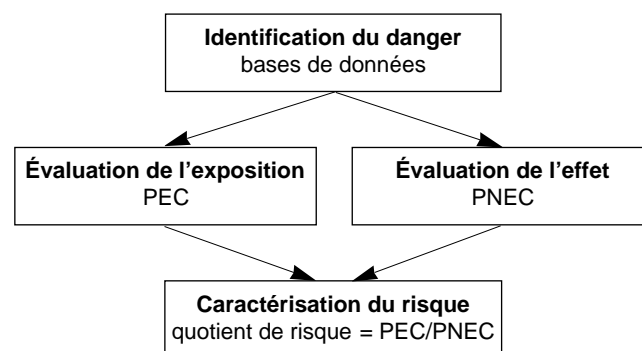 Identification du danger
bases de données
Évaluation de l’exposition
PEC
Évaluation de l’effet
PNEC
Caractérisation du risque
quotient de risque = PEC/PNEC